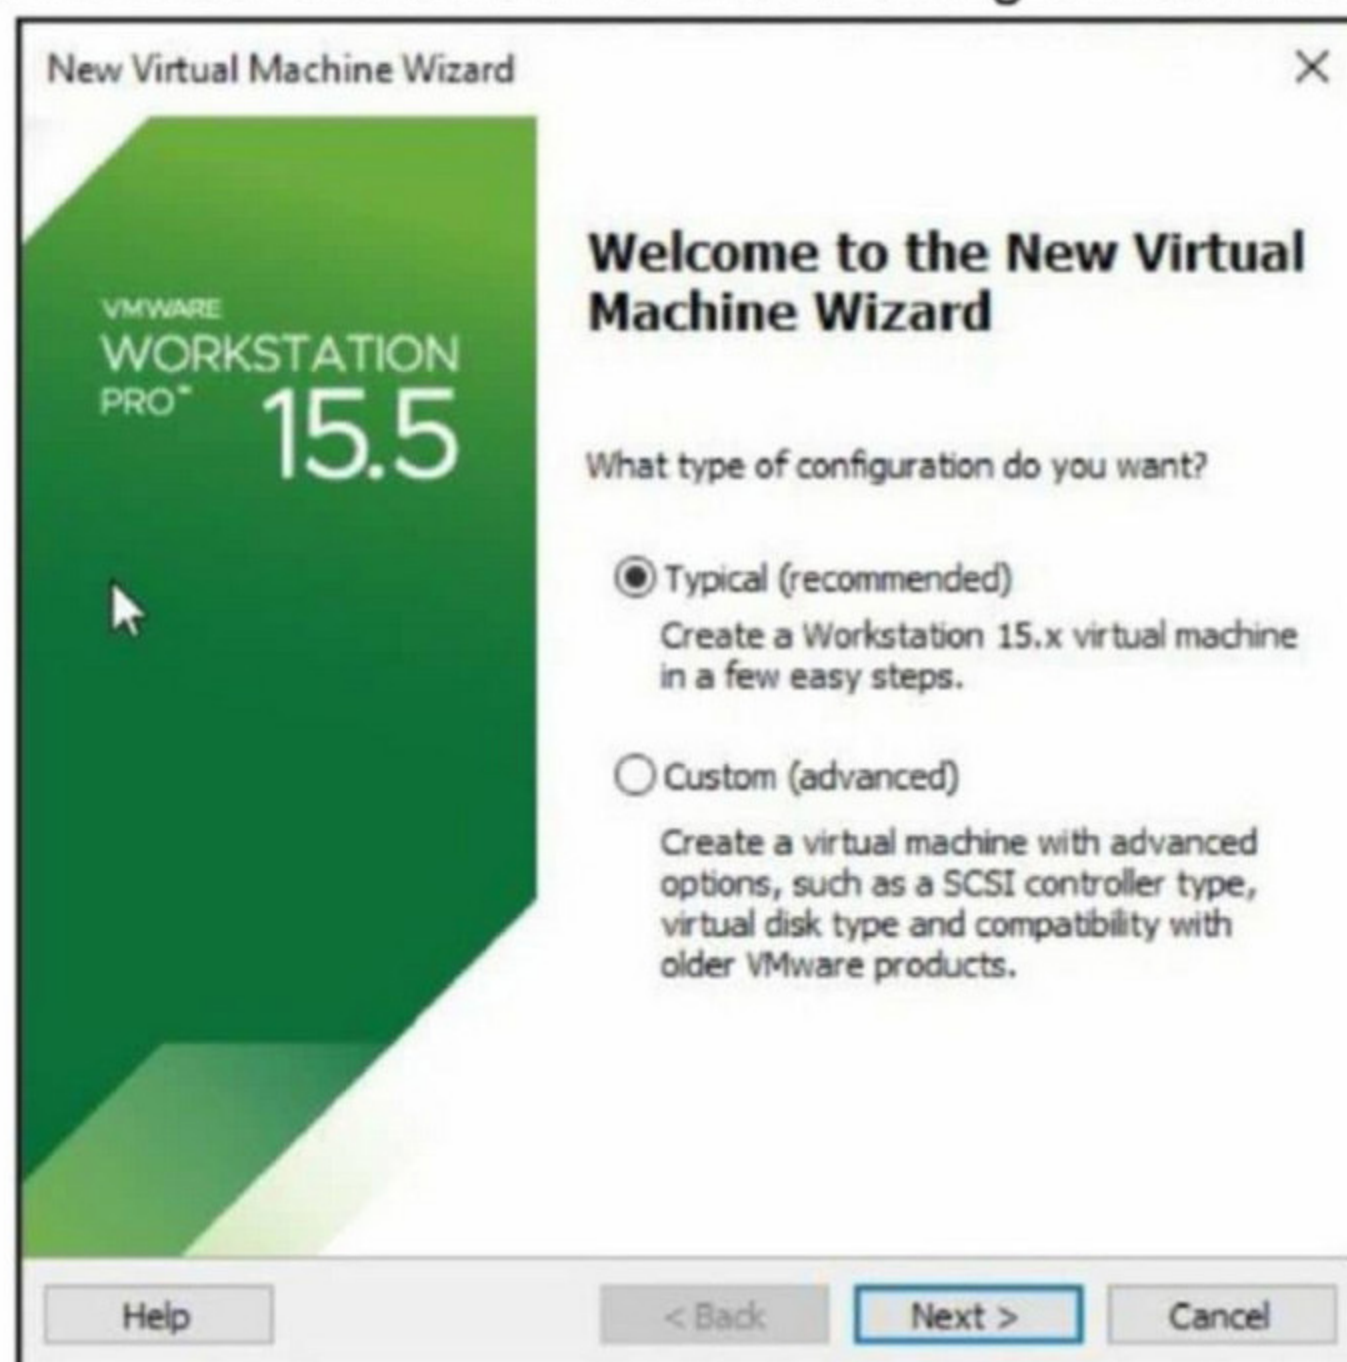 New Virtual Machine Wizard
VMWARE
WORKSTATION
PRO™
15.5
Welcome to the New Virtual
Machine Wizard
What type of configuration do you want?
Typical (recommended)
Create a Workstation 15.x virtual machine
in a few easy steps.
Custom (advanced)
Create a virtual machine with advanced
options, such as a SCSI controller type,
virtual disk type and compatibility with
older VMware products.
Help
< Back
Next >
Cancel